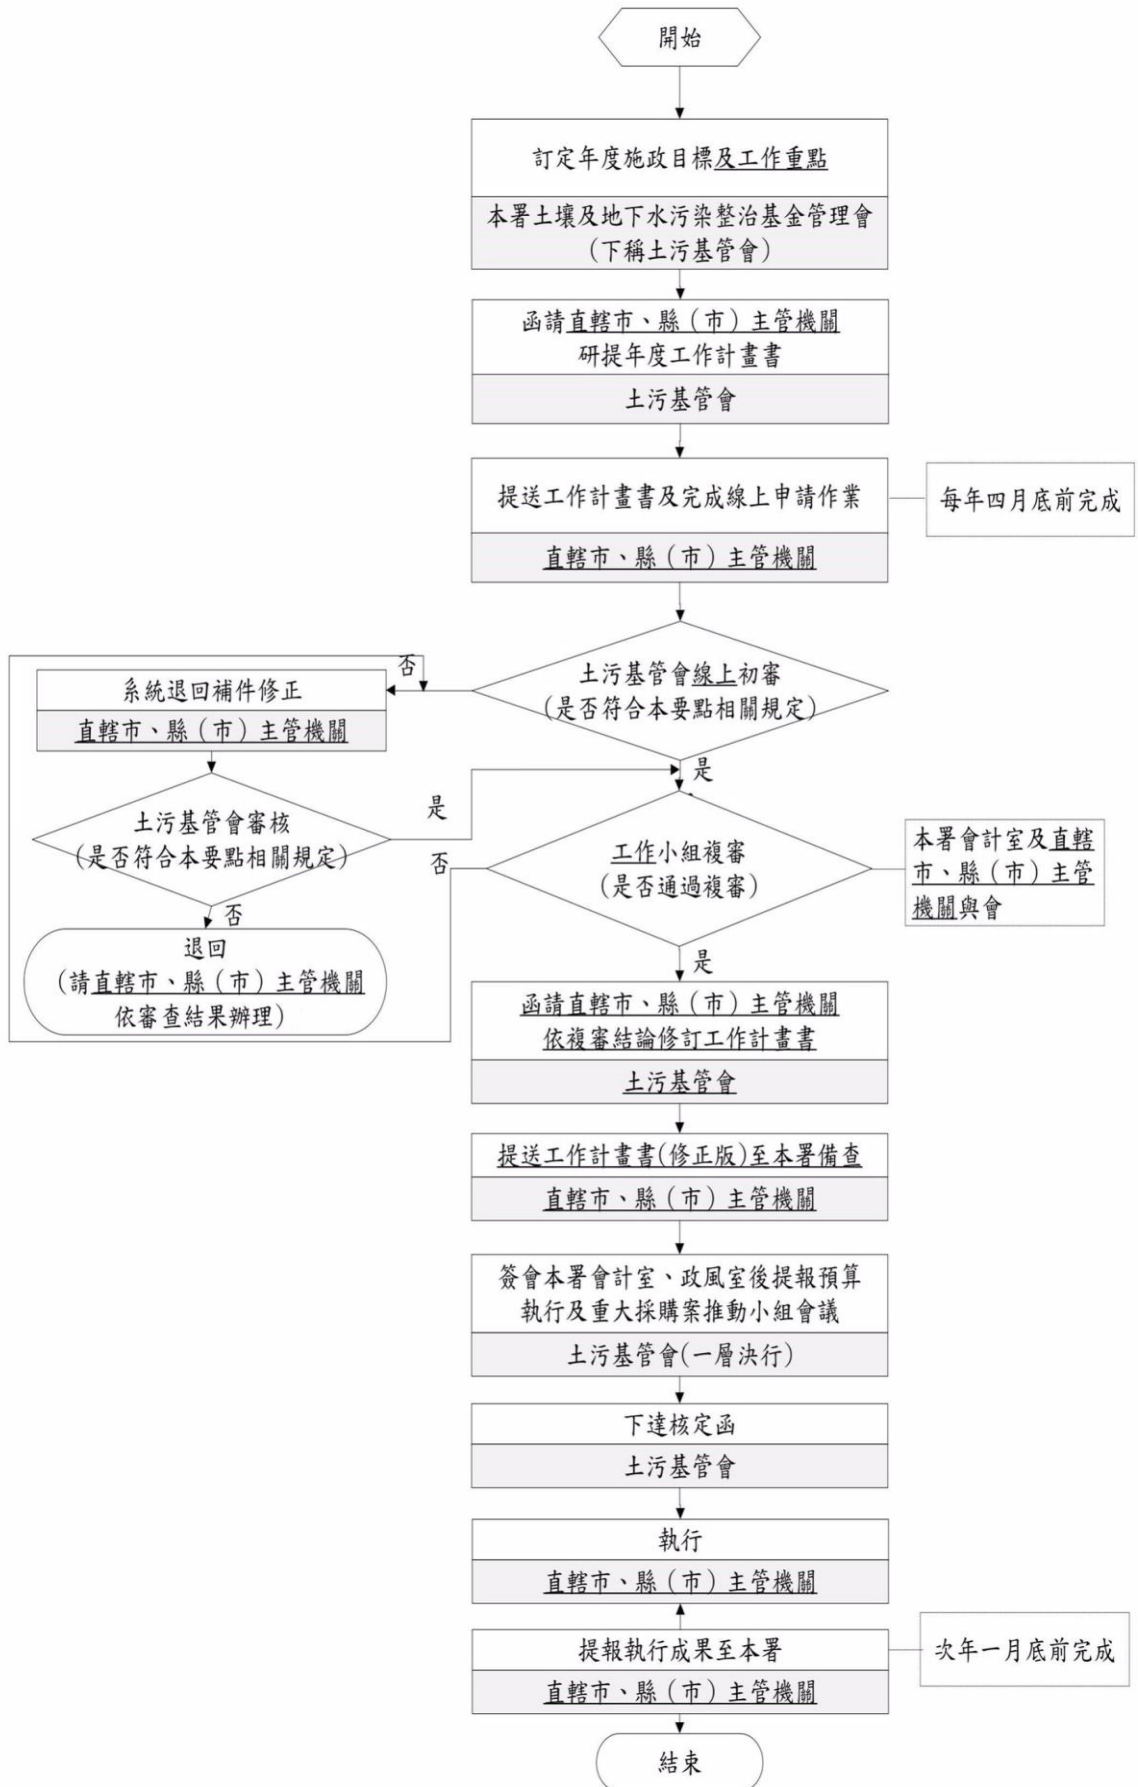 開始
訂定年度施政目標及工作重點
本署土壤及地下水污染整治基金管理會
(下稱土污基管會)
函請直轄市、縣（市）主管機關
研提年度工作計畫書
土污基管會
提送工作計畫書及完成線上申請作業
直轄市、縣（市）主管機關
每年四月底前完成
土污基管會線上初審
(是否符合本要點相關規定)
否
是
系統退回補件修正
直轄市、縣（市）主管機關
土污基管會審核
(是否符合本要點相關規定)
是
否
退回
(請直轄市、縣（市）主管機關
依審查結果辦理)
工作小組複審
(是否通過複審)
否
是
本署會計室及直轄
市、縣（市）主管
機關與會
函請直轄市、縣（市）主管機關
依複審結論修訂工作計畫書
土污基管會
提送工作計畫書(修正版)至本署備查
直轄市、縣（市）主管機關
簽會本署會計室、政風室後提報預算
執行及重大採購案推動小組會議
土污基管會(一層決行)
下達核定函
土污基管會
執行
直轄市、縣（市）主管機關
提報執行成果至本署
直轄市、縣（市）主管機關
次年一月底前完成
結束